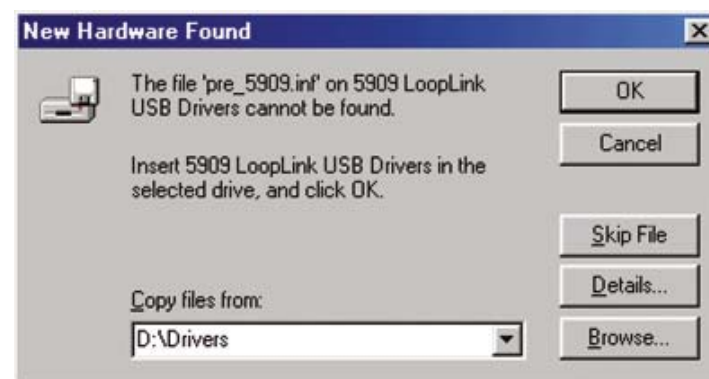 New Hardware Found
The file 'pre_5909.inf' on 5909 LoopLink
USB Drivers cannot be found.
Insert 5909 LoopLink USB Drivers in the
selected drive, and click OK.
Copy files from:
D:\Drivers
OK
Cancel
Skip File
Details...
Browse...